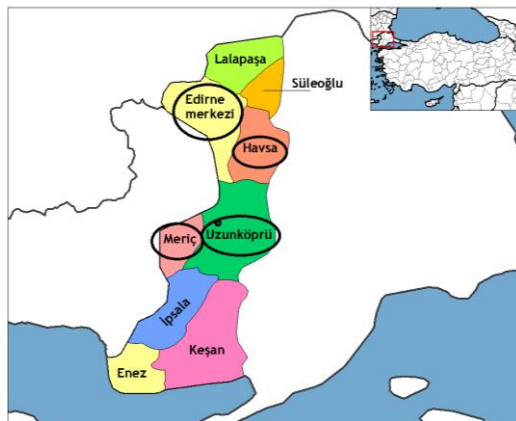 Lalapaşa
Süleoğlu
Edirne
merkezi
Havsa
Meriç
Uzunköprü
İpsala
Keşan
Enez